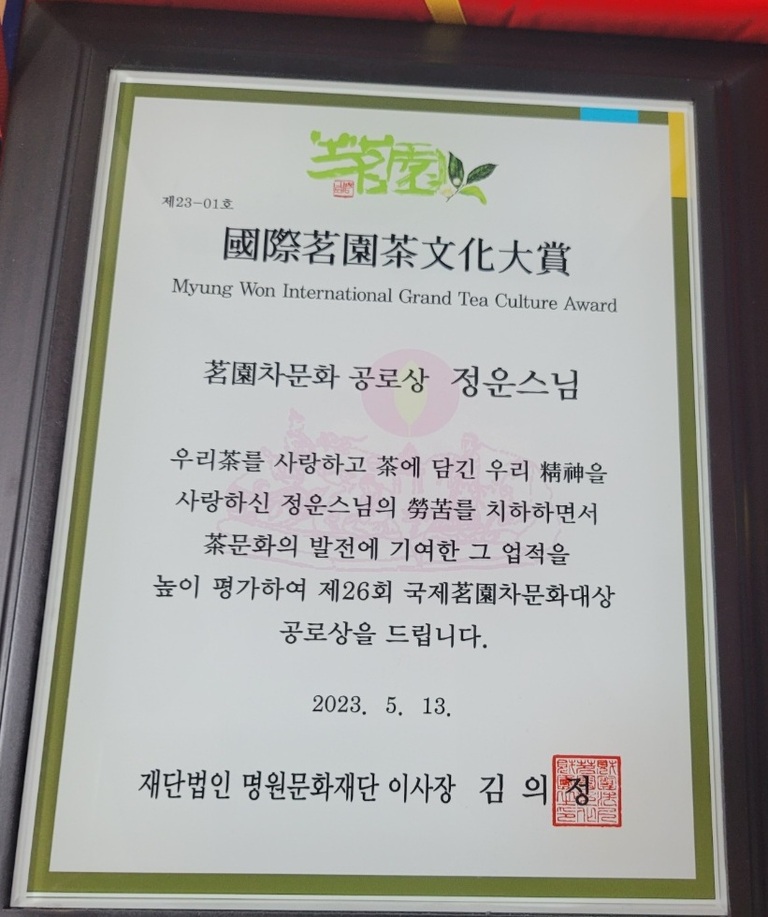 茗園
제23-01호
國際茗園茶文化大賞
Myung Won International Grand Tea Culture Award
茗園차문화 공로상 정운스님
우리茶를 사랑하고 茶에 담긴 우리 精神을
사랑하신 정운스님의 勞苦를 치하하면서
茶문화의 발전에 기여한 그 업적을
높이 평가하여 제26회 국제茗園차문화대상
공로상을 드립니다.
2023. 5. 13.
재단법인 명원문화재단 이사장 김 의 정